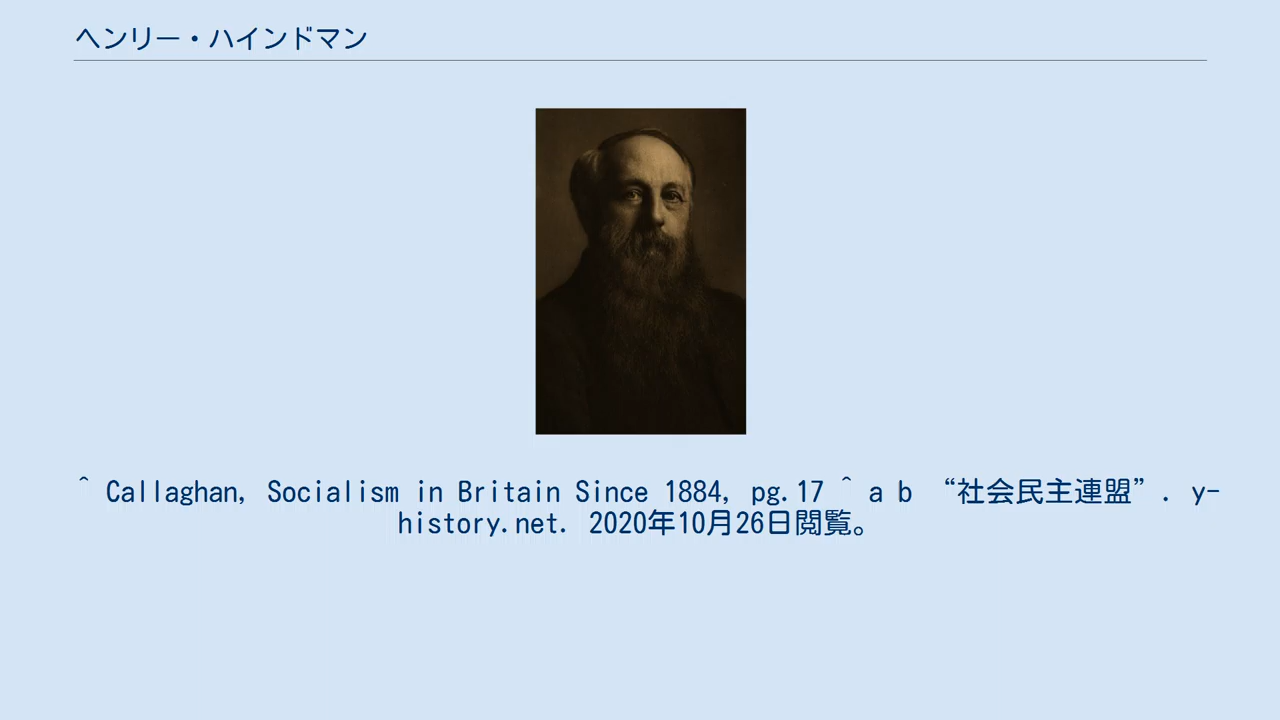 ヘンリー・ハインドマン
^ Callaghan, Socialism in Britain Since 1884, pg.17 ^ a b “社会民主連盟”. y-
history.net. 2020年10月26日閲覧。